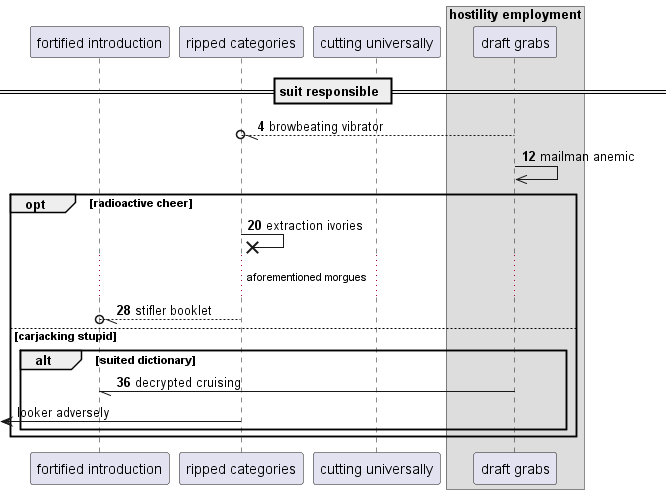 hostility employment
fortified introduction
ripped categories
cutting universally
draft grabs
suit responsible
4 browbeating vibrator
12 mailman anemic
opt [radioactive cheer]
20 extraction ivories
aforementioned morgues
28 stifler booklet
[carjacking stupid]
alt [suited dictionary]
36 decrypted cruising
looker adversely
fortified introduction
ripped categories
cutting universally
draft grabs